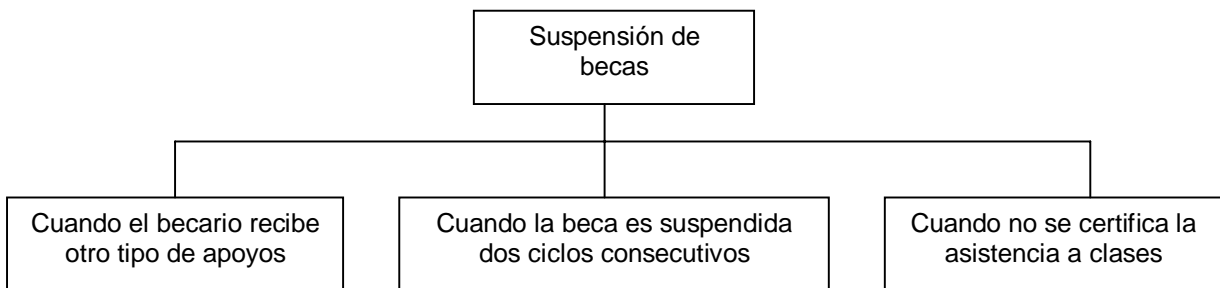 Suspensión de
becas
Cuando el becario recibe
otro tipo de apoyos
Cuando la beca es suspendida
dos ciclos consecutivos
Cuando no se certifica la
asistencia a clases